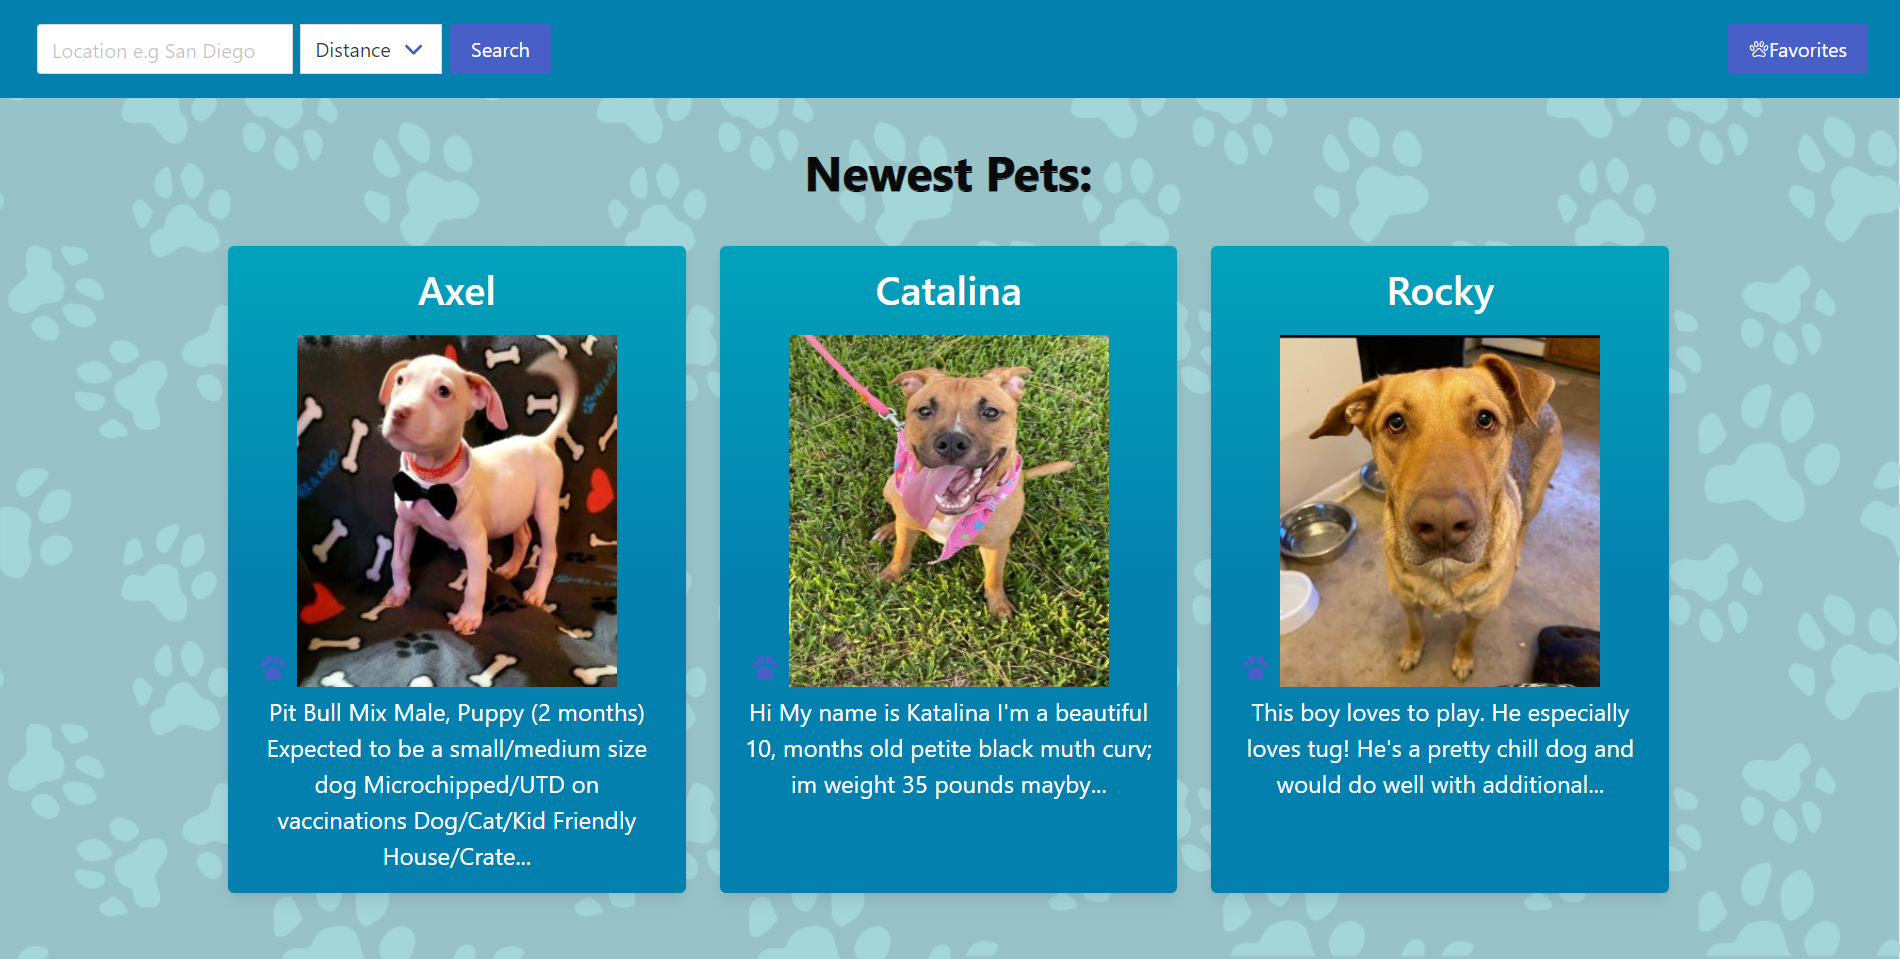 Location e.g San Diego
Distance
Search
Favorites
Newest Pets:
Axel
Pit Bull Mix Male, Puppy (2 months)
Expected to be a small/medium size
dog Microchipped/UTD on
vaccinations Dog/Cat/Kid Friendly
House/Crate...
Catalina
Hi My name is Katalina I'm a beautiful
10, months old petite black muth curv;
im weight 35 pounds mayby...
Rocky
This boy loves to play. He especially
loves tug! He's a pretty chill dog and
would do well with additional...